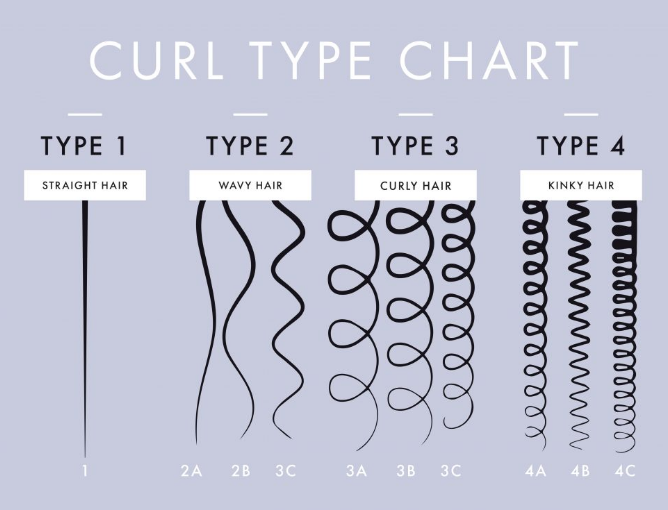 CURL TYPE CHART
TYPE 1
STRAIGHT HAIR
1
TYPE 2
WAVY HAIR
2A 2B 3C
TYPE 3
CURLY HAIR
3A 3B 3C
TYPE 4
KINKY HAIR
4A 4B 4C